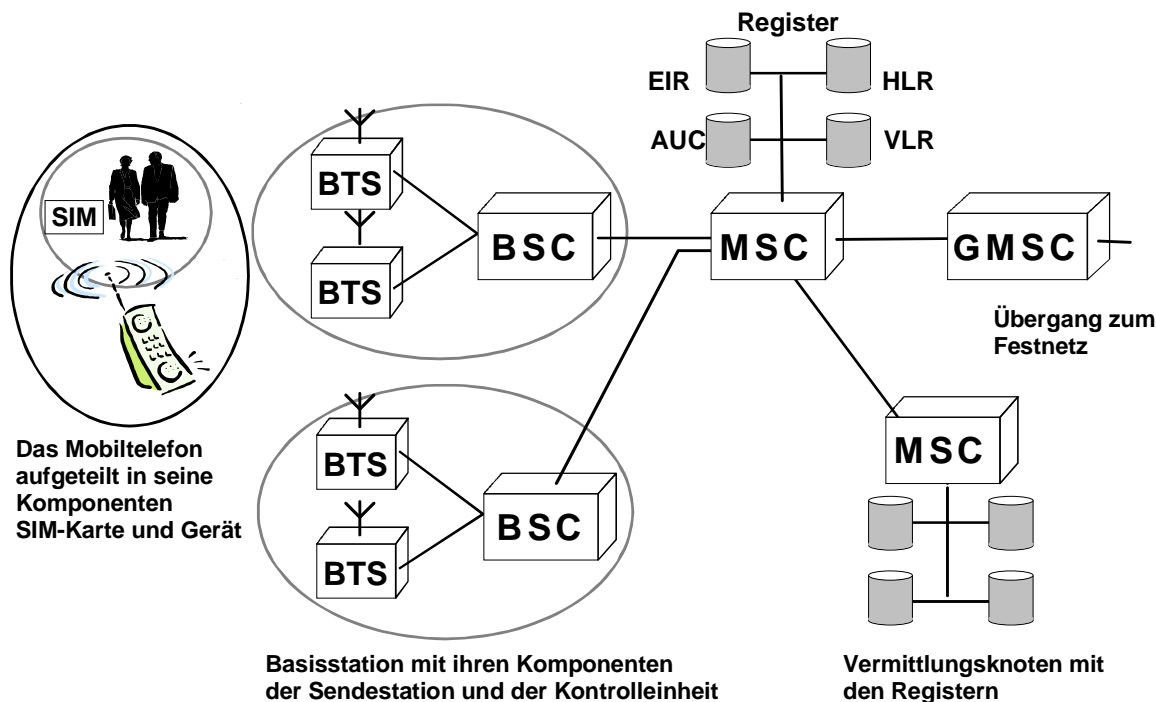 Register
EIR
HLR
AUC
VLR
SIM
BTS
BTS
BSC
MSC
GMSC
Übergang zum
Festnetz
Das Mobiltelefon
aufgeteilt in seine
Komponenten
SIM-Karte und Gerät
BTS
BTS
BSC
MSC
Basisstation mit ihren Komponenten
der Sendestation und der Kontrolleinheit
Vermittlungsknoten mit
den Registern